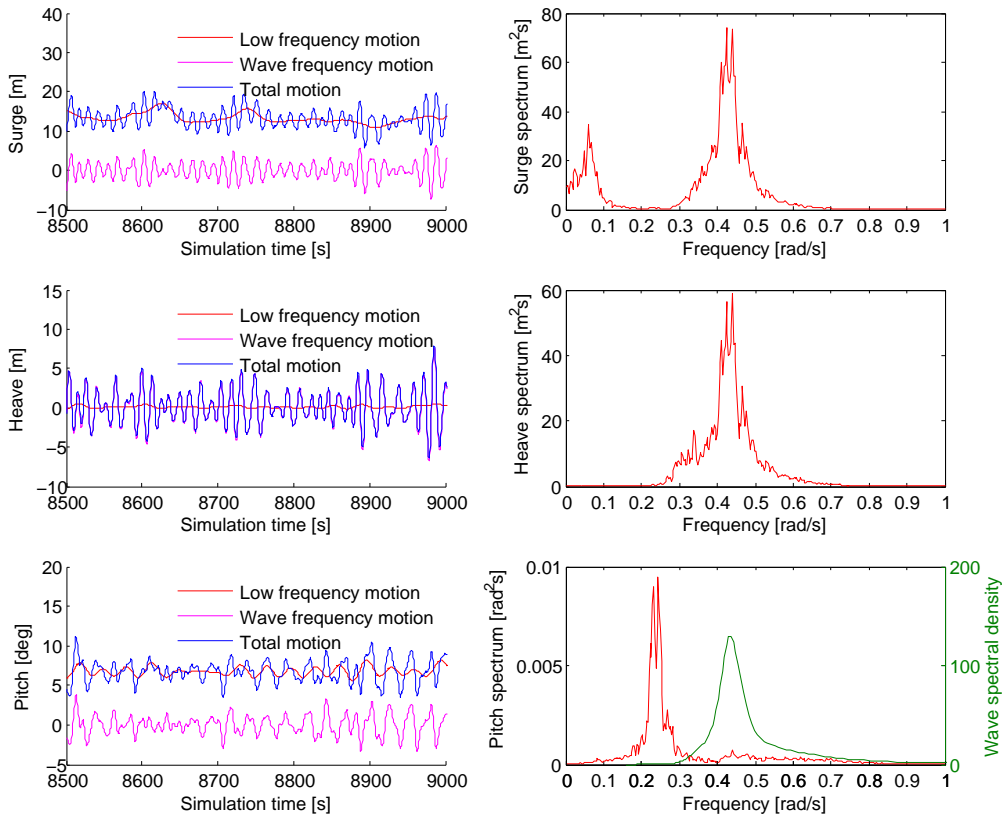 40
30
20
10
0
−10
Surge [m]
Low frequency motion
Wave frequency motion
Total motion
8500 8600 8700 8800 8900 9000
Simulation time [s]
80
60
40
20
0
Surge spectrum [m²s]
0 0.1 0.2 0.3 0.4 0.5 0.6 0.7 0.8 0.9 1
Frequency [rad/s]
15
10
5
0
−5
−10
Heave [m]
Low frequency motion
Wave frequency motion
Total motion
8500 8600 8700 8800 8900 9000
Simulation time [s]
60
40
20
0
Heave spectrum [m²s]
0 0.1 0.2 0.3 0.4 0.5 0.6 0.7 0.8 0.9 1
Frequency [rad/s]
20
15
10
5
0
−5
Pitch [deg]
Low frequency motion
Wave frequency motion
Total motion
8500 8600 8700 8800 8900 9000
Simulation time [s]
0.01
0.005
0
Pitch spectrum [rad²s]
0 0.1 0.2 0.3 0.4 0.5 0.6 0.7 0.8 0.9 1
Frequency [rad/s]
200
100
0
Wave spectral density